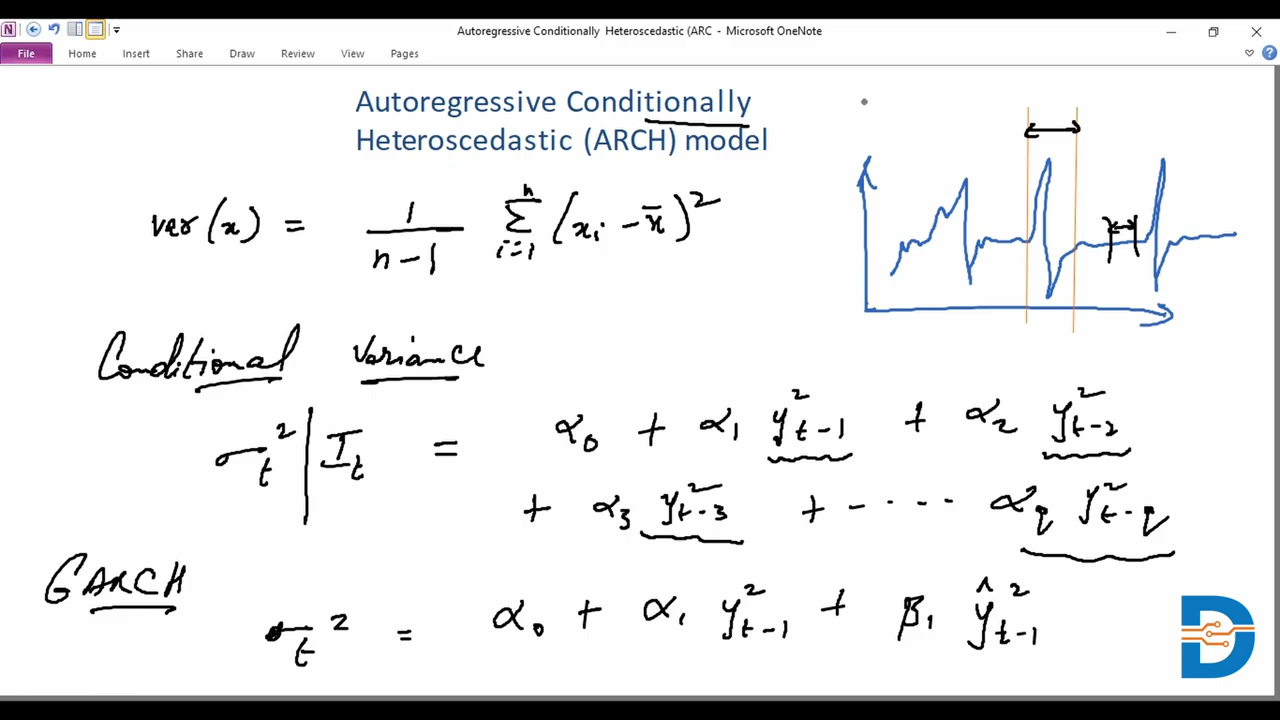 Autoregressive Conditionally Heteroscedastic (ARC - Microsoft OneNote
File Home Insert Share Draw Review View Pages
Autoregressive Conditionally
Heteroscedastic (ARCH) model
var(x) = 1/(n-1) Σ_{i=1}^{n} (x_i - x̄)²
Conditional Variance
σ_t² | I_t = α₀ + α₁ y²_{t-1} + α₂ y²_{t-2}
+ α₃ y²_{t-3} + - ···· α_q y²_{t-q}
GARCH
σ_t² = α₀ + α₁ y²_{t-1} + β₁ ŷ²_{t-1}